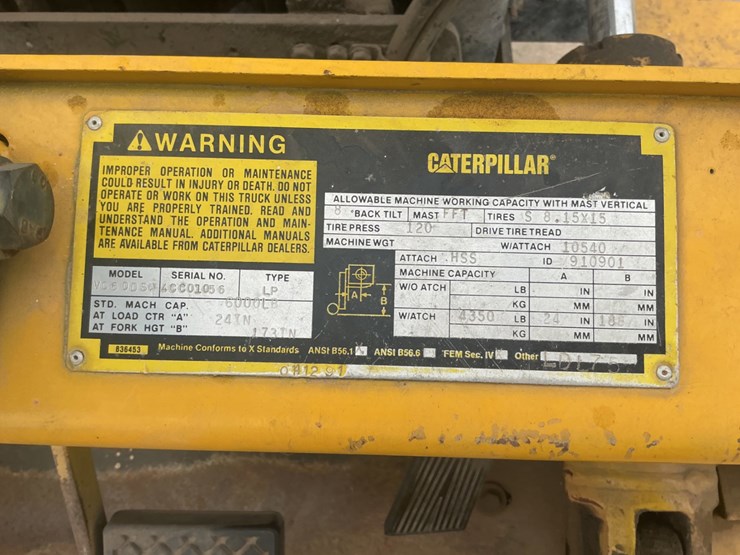 WARNING
IMPROPER OPERATION OR MAINTENANCE
COULD RESULT IN INJURY OR DEATH. DO NOT
OPERATE OR WORK ON THIS TRUCK UNLESS
YOU ARE PROPERLY TRAINED. READ AND
UNDERSTAND THE OPERATION AND MAIN-
TENANCE MANUAL. ADDITIONAL MANUALS
ARE AVAILABLE FROM CATERPILLAR DEALERS.
MODEL SERIAL NO. TYPE
LP
STD. MACH CAP. 6000LB
AT LOAD CTR "A" 24IN
AT FORK HGT "B" 173IN
CATERPILLAR
ALLOWABLE MACHINE WORKING CAPACITY WITH MAST VERTICAL
8 °BACK TILT MAST FFT TIRES S 8.15X15
TIRE PRESS 120 DRIVE TIRE TREAD
MACHINE WGT W/ATTACH 10540
ATTACH HSS ID 910901
MACHINE CAPACITY A B
W/O ATCH LB IN IN
KG MM MM
W/ATCH 4350 LB 24 IN IN
KG MM MM
A
B
836453 Machine Conforms to X Standards ANSI B56.1 ANSI B56.6 FEM Sec. IV Other